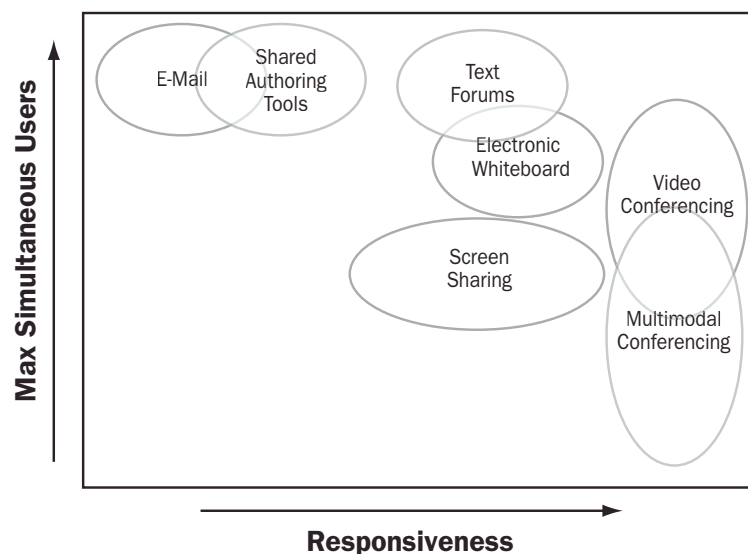 Max Simultaneous Users
E-Mail
Shared
Authoring
Tools
Text
Forums
Electronic
Whiteboard
Video
Conferencing
Screen
Sharing
Multimodal
Conferencing
Responsiveness